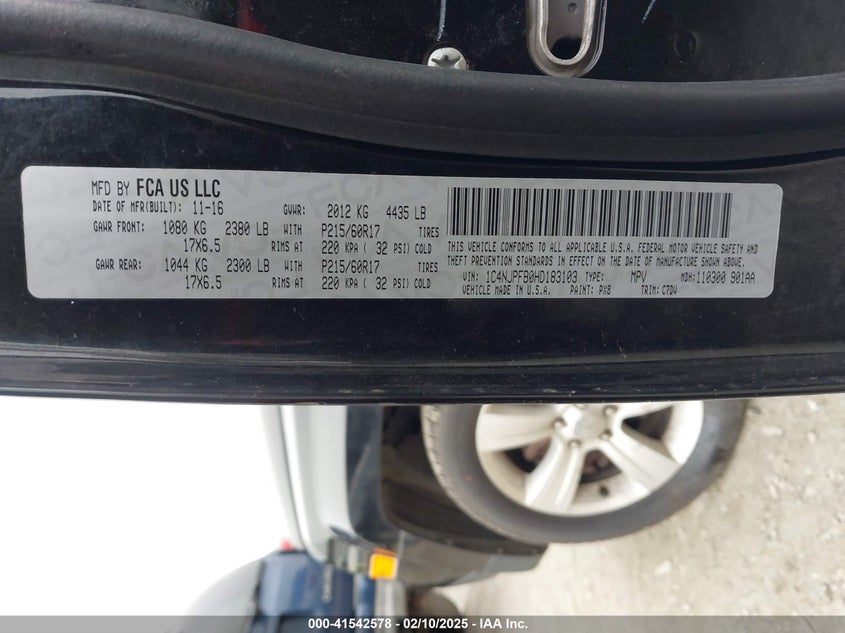 MFD BY FCA US LLC
DATE OF MFR(BUILT): 11-16 GVWR: 2012 KG 4435 LB
GAWR FRONT: 1080 KG 2380 LB WITH P215/60R17 TIRES
17X6.5 RIMS AT 220 KPA ( 32 PSI) COLD
GAWR REAR: 1044 KG 2300 LB WITH P215/60R17 TIRES
17X6.5 RIMS AT 220 KPA ( 32 PSI) COLD
THIS VEHICLE CONFORMS TO ALL APPLICABLE U.S.A. FEDERAL MOTOR VEHICLE SAFETY AND
THEFT PREVENTION STANDARDS IN EFFECT ON THE DATE OF MANUFACTURE SHOWN ABOVE.
VIN: 1C4NJPFB0HD183103 TYPE: MPV MDH:110300 901AA
VEHICLE MADE IN U.S.A. PAINT: PX8 TRIM: C7DV
000-41542578 - 02/10/2025 - WWW.IAAI.COM